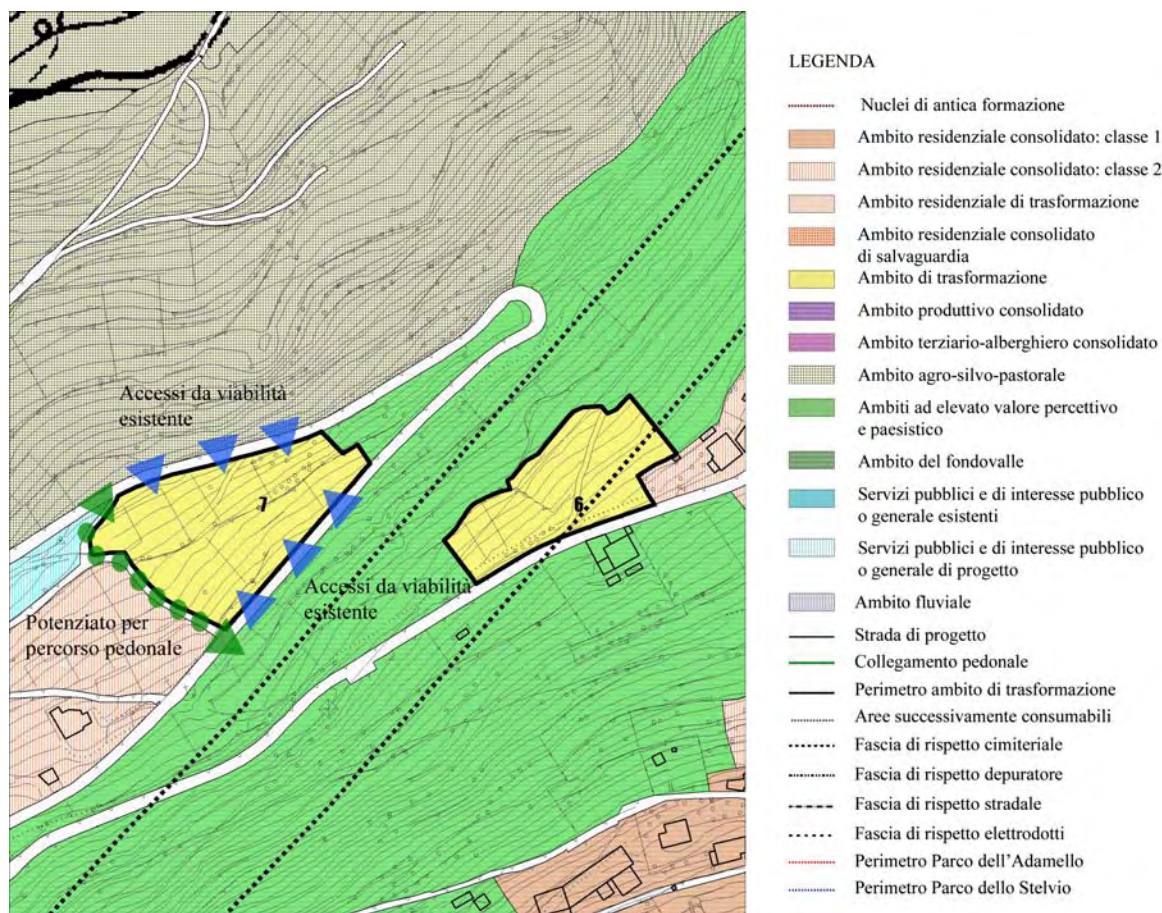 Accessi da viabilità
esistente
7
6
Accessi da viabilità
esistente
Potenziato per
percorso pedonale
LEGENDA
Nuclei di antica formazione
Ambito residenziale consolidato: classe 1
Ambito residenziale consolidato: classe 2
Ambito residenziale di trasformazione
Ambito residenziale consolidato
di salvaguardia
Ambito di trasformazione
Ambito produttivo consolidato
Ambito terziario-alberghiero consolidato
Ambito agro-silvo-pastorale
Ambiti ad elevato valore percettivo
e paesistico
Ambito del fondovalle
Servizi pubblici e di interesse pubblico
o generale esistenti
Servizi pubblici e di interesse pubblico
o generale di progetto
Ambito fluviale
Strada di progetto
Collegamento pedonale
Perimetro ambito di trasformazione
Aree successivamente consumabili
Fascia di rispetto cimiteriale
Fascia di rispetto depuratore
Fascia di rispetto stradale
Fascia di rispetto elettrodotti
Perimetro Parco dell'Adamello
Perimetro Parco dello Stelvio